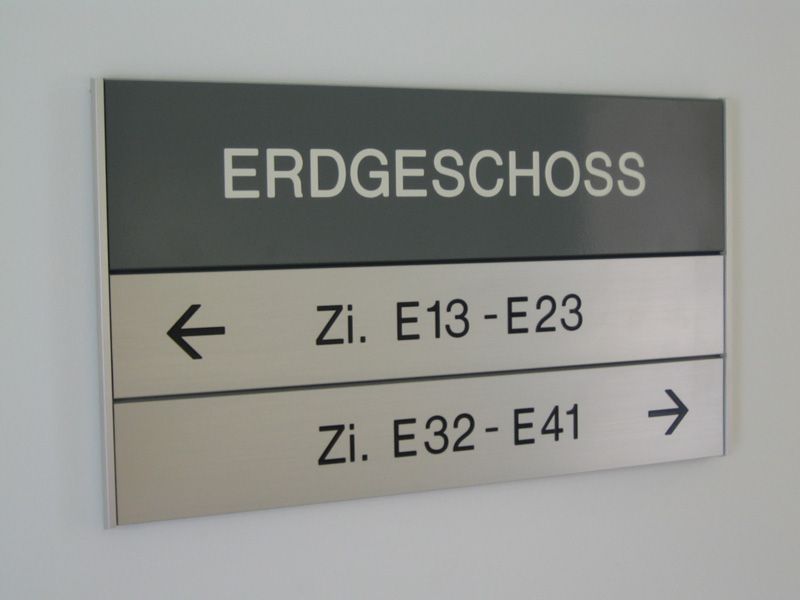 ERDGESCHOSS
← Zi. E13 - E23
Zi. E32 - E41 →